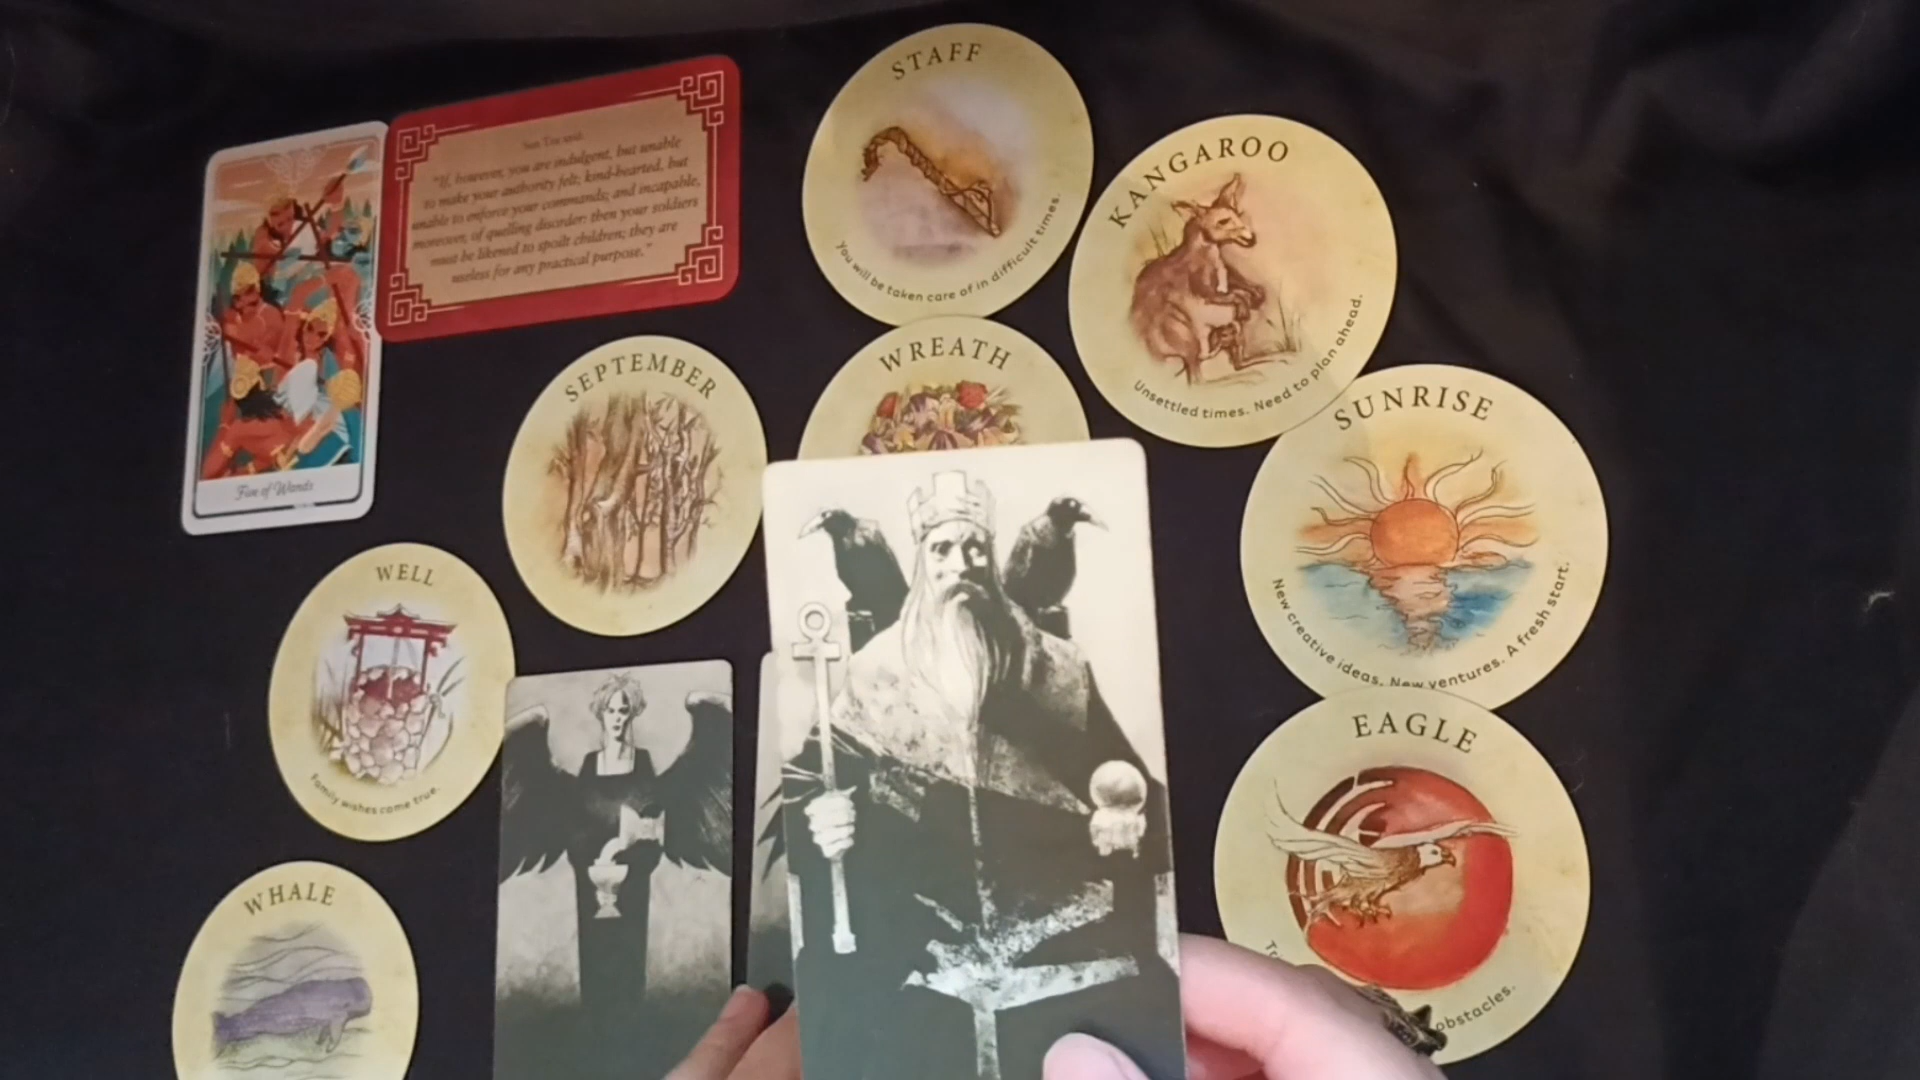 Sun Tzu said:
"If, however, you are indulgent, but unable
to make your authority felt; kind-hearted, but
unable to enforce your commands; and incapable,
moreover, of quelling disorder: then your soldiers
must be likened to spoilt children; they are
useless for any practical purpose."
Five of Wands
STAFF
You will be taken care of in difficult times.
KANGAROO
Unsettled times. Need to plan ahead.
SEPTEMBER
WREATH
SUNRISE
New creative ideas. New ventures. A fresh start.
WELL
Family wishes come true.
EAGLE
obstacles.
WHALE